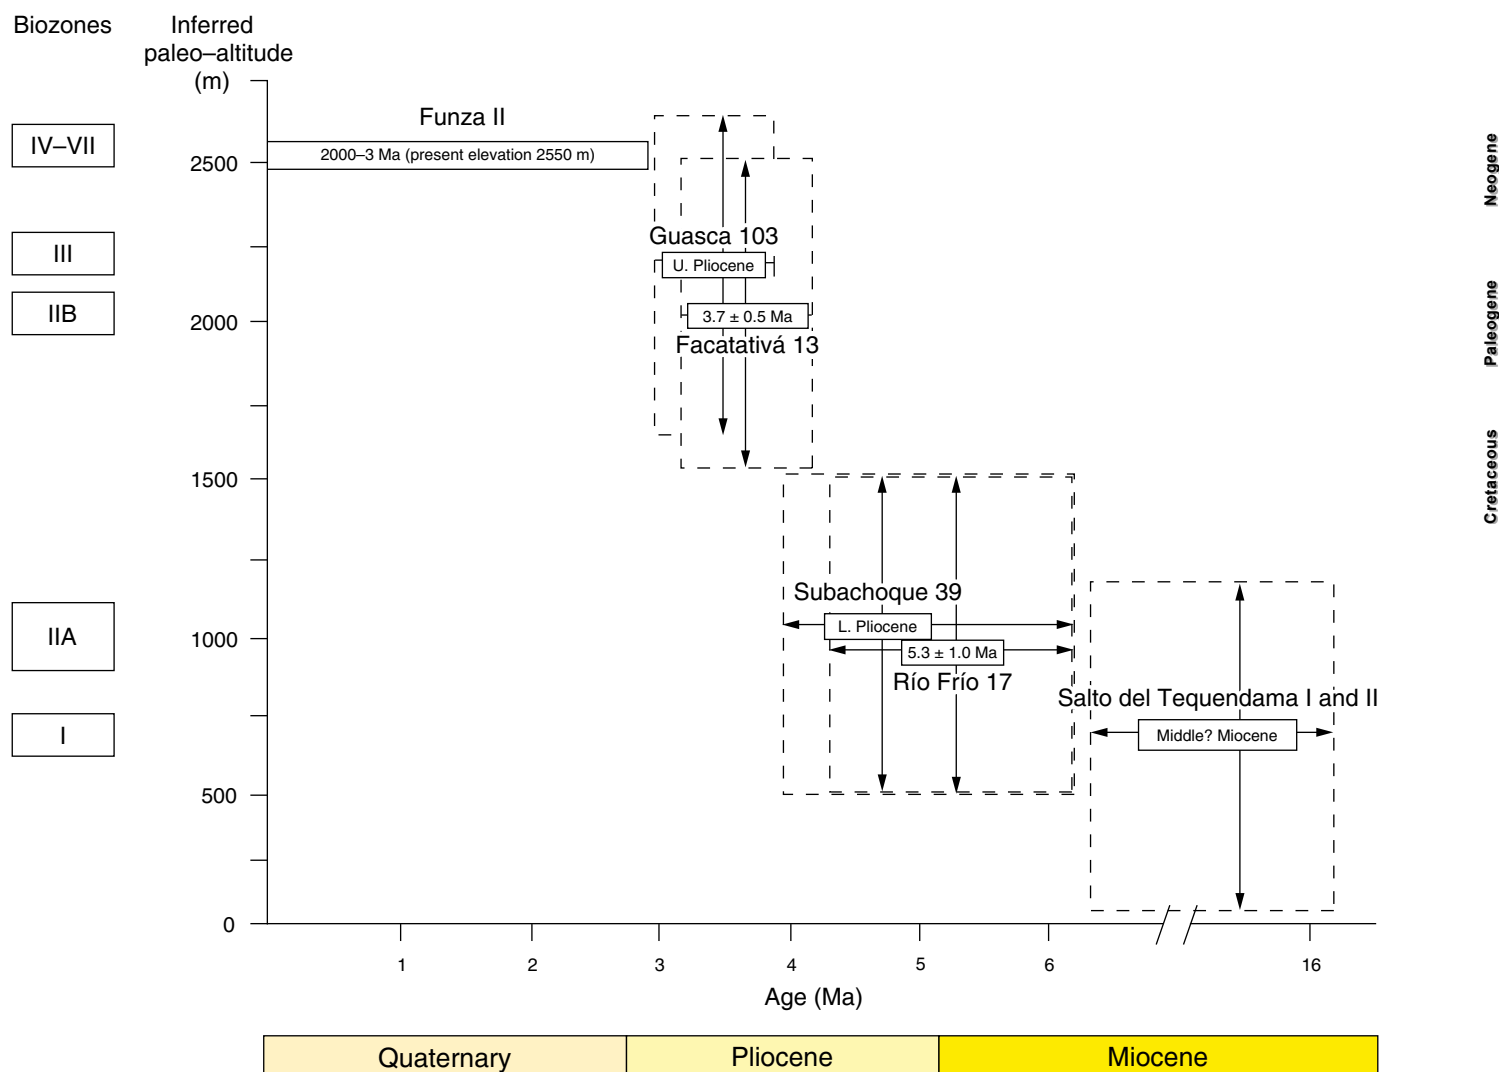 Biozones
Inferred
paleo–altitude
(m)
IV–VII
III
IIB
IIA
I
2500
2000
1500
1000
500
0
Funza II
2000–3 Ma (present elevation 2550 m)
Guasca 103
U. Pliocene
3.7 ± 0.5 Ma
Facatativá 13
Subachoque 39
L. Pliocene
5.3 ± 1.0 Ma
Río Frío 17
Salto del Tequendama I and II
Middle? Miocene
1 2 3 4 5 6 16
Age (Ma)
Quaternary Pliocene Miocene
Neogene
Paleogene
Cretaceous